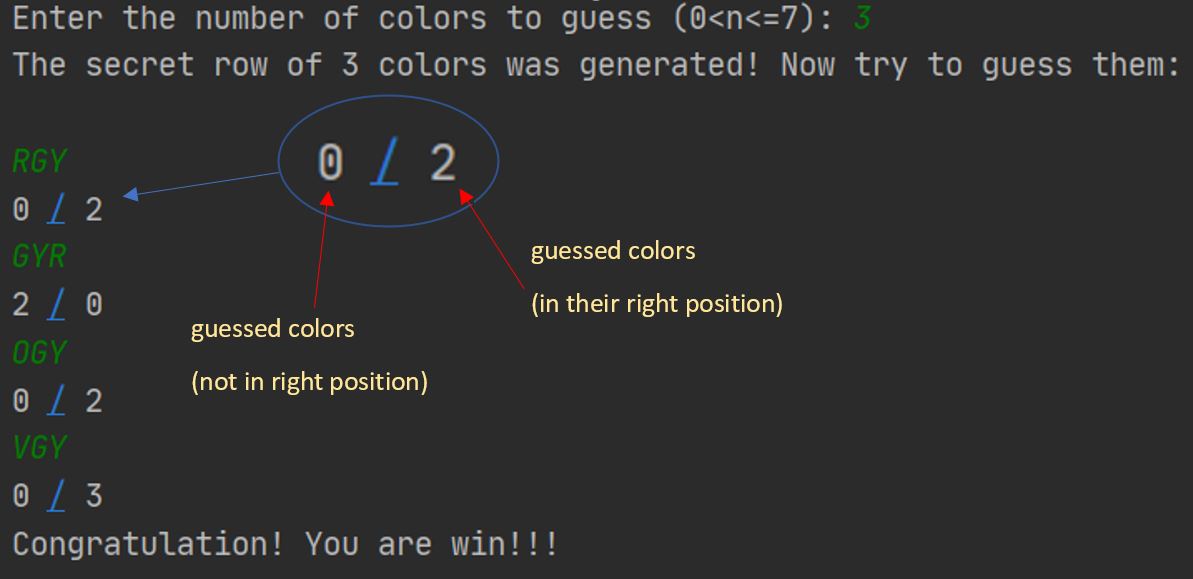 Enter the number of colors to guess (0<n<=7): 3
The secret row of 3 colors was generated! Now try to guess them:
0 / 2
RGY
0 / 2
GYR
2 / 0
OGY
0 / 2
VGY
0 / 3
guessed colors
(in their right position)
guessed colors
(not in right position)
Congratulation! You are win!!!